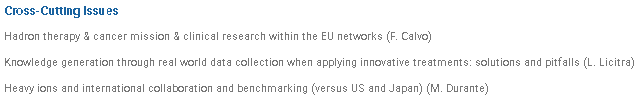 Cross-Cutting Issues
Hadron therapy & cancer mission & clinical research within the EU networks (F. Calvo)
Knowledge generation through real world data collection when applying innovative treatments: solutions and pitfalls (L. Licitra)
Heavy ions and international collaboration and benchmarking (versus US and Japan) (M. Durante)